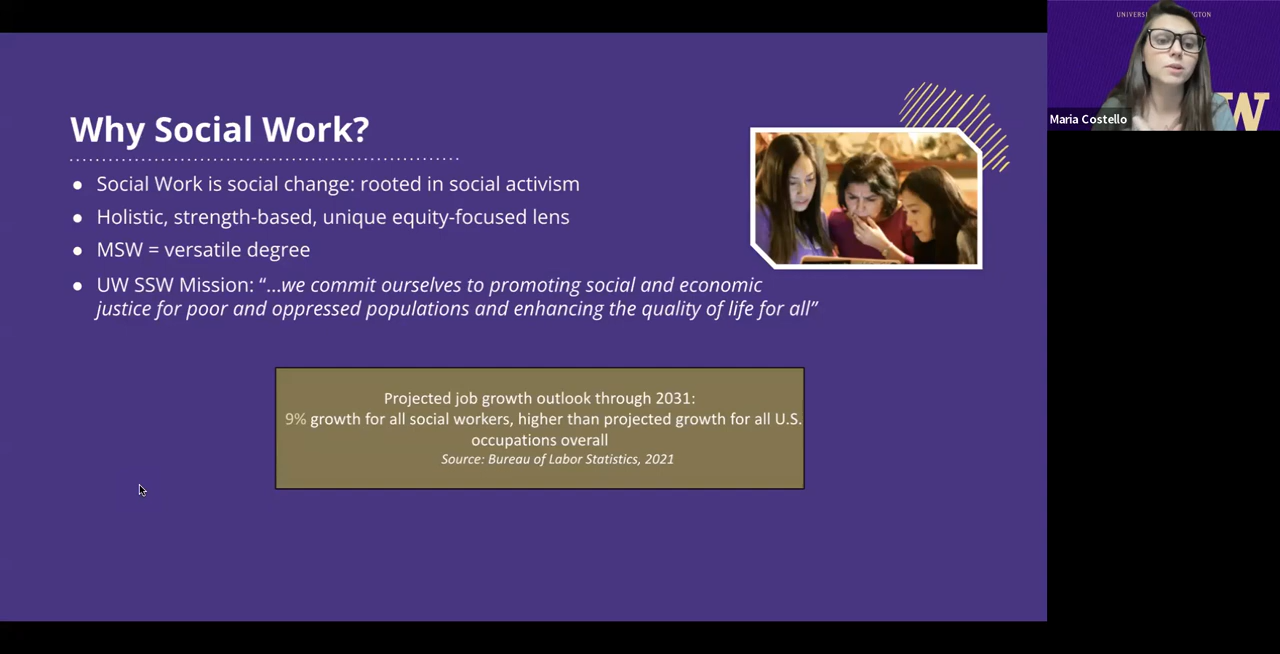 Why Social Work?
● Social Work is social change: rooted in social activism
● Holistic, strength-based, unique equity-focused lens
● MSW = versatile degree
● UW SSW Mission: “…we commit ourselves to promoting social and economic
justice for poor and oppressed populations and enhancing the quality of life for all”
Projected job growth outlook through 2031:
9% growth for all social workers, higher than projected growth for all U.S.
occupations overall
Source: Bureau of Labor Statistics, 2021
W
Maria Costello